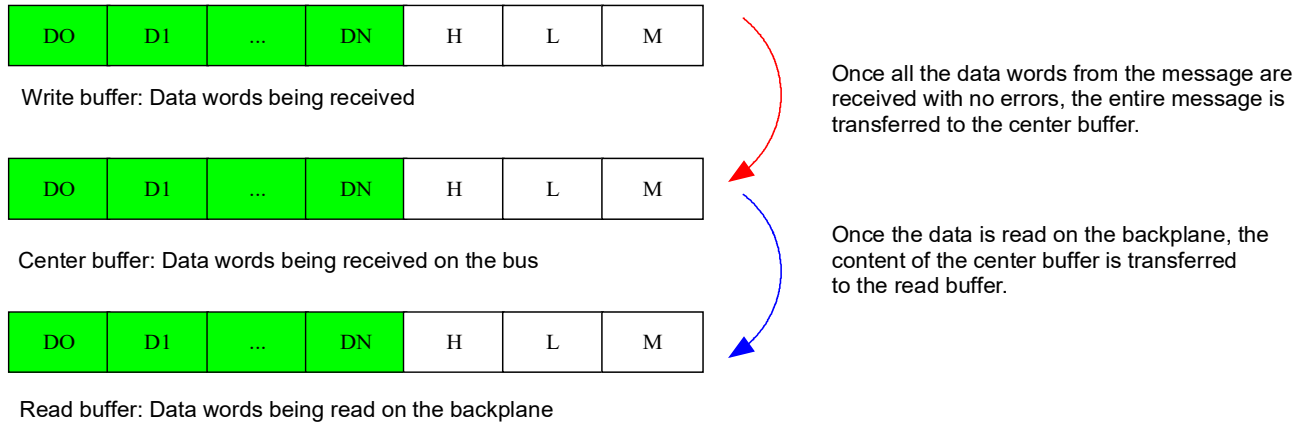 DO D1 ... DN H L M
Write buffer: Data words being received
Once all the data words from the message are
received with no errors, the entire message is
transferred to the center buffer.
DO D1 ... DN H L M
Center buffer: Data words being received on the bus
Once the data is read on the backplane, the
content of the center buffer is transferred
to the read buffer.
DO D1 ... DN H L M
Read buffer: Data words being read on the backplane